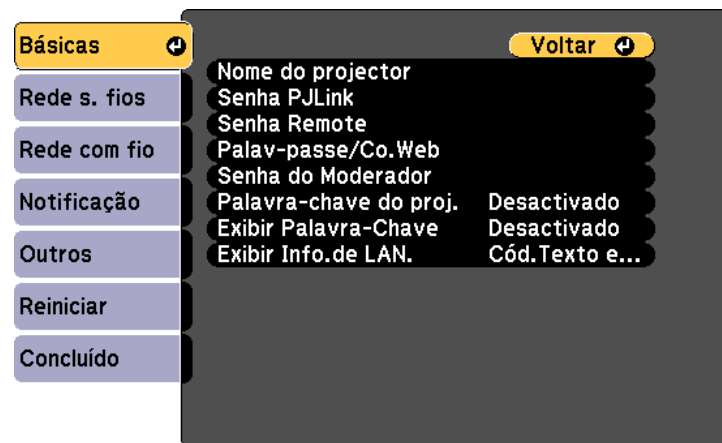 Básicas
Rede s. fios
Rede com fio
Notificação
Outros
Reiniciar
Concluído
Voltar
Nome do projector
Senha PJLink
Senha Remote
Palav-passe/Co.Web
Senha do Moderador
Palavra-chave do proj. Desactivado
Exibir Palavra-Chave Desactivado
Exibir Info.de LAN. Cód.Texto e...